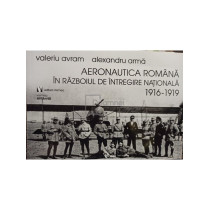 valeriu avram alexandru armă
AERONAUTICA ROMÂNĂ
ÎN RĂZBOIUL DE ÎNTREGIRE NAȚIONALĂ
1916-1919